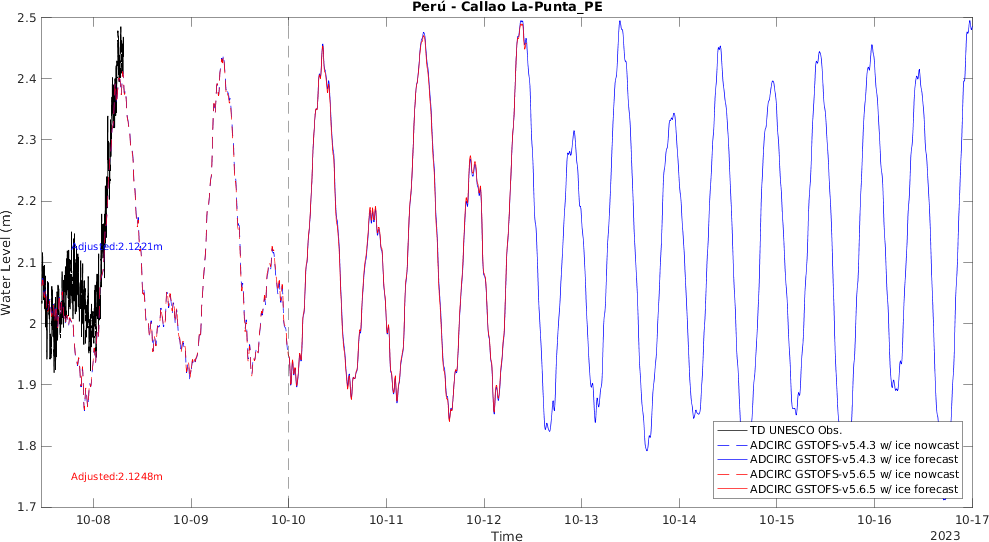 Perú - Callao La-Punta_PE
2.5
2.4
2.3
2.2
2.1
2
1.9
1.8
1.7
Water Level (m)
Adjusted:2.1221m
Adjusted:2.1248m
TD UNESCO Obs.
ADCIRC GSTOFS-v5.4.3 w/ ice nowcast
ADCIRC GSTOFS-v5.4.3 w/ ice forecast
ADCIRC GSTOFS-v5.6.5 w/ ice nowcast
ADCIRC GSTOFS-v5.6.5 w/ ice forecast
10-08 10-09 10-10 10-11 10-12 10-13 10-14 10-15 10-16 10-17
Time
2023